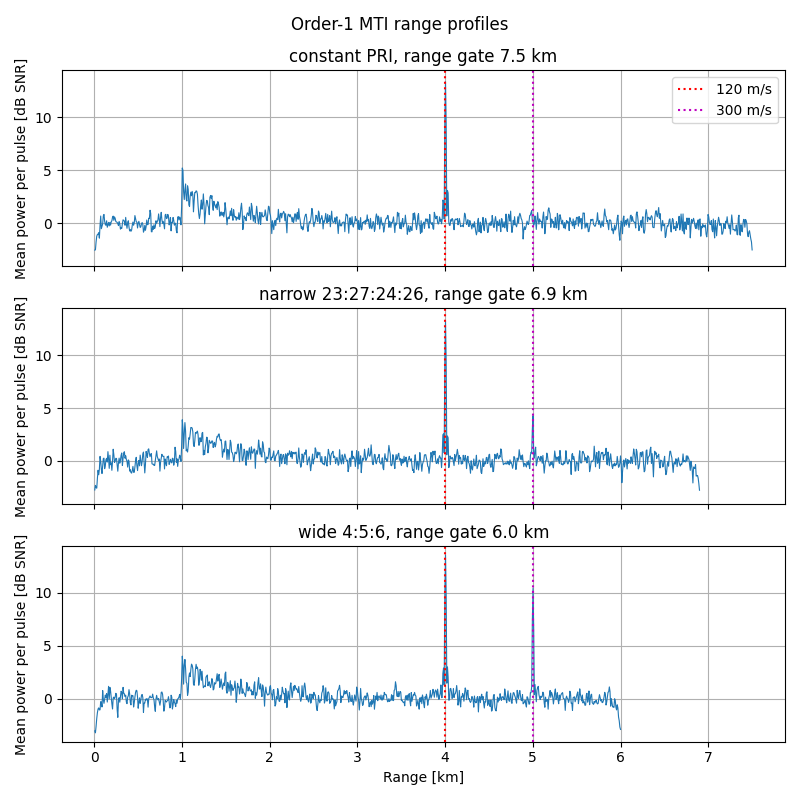 Order-1 MTI range profiles
constant PRI, range gate 7.5 km
Mean power per pulse [dB SNR]
10
5
0
120 m/s
300 m/s
narrow 23:27:24:26, range gate 6.9 km
Mean power per pulse [dB SNR]
10
5
0
wide 4:5:6, range gate 6.0 km
Mean power per pulse [dB SNR]
10
5
0
0 1 2 3 4 5 6 7
Range [km]